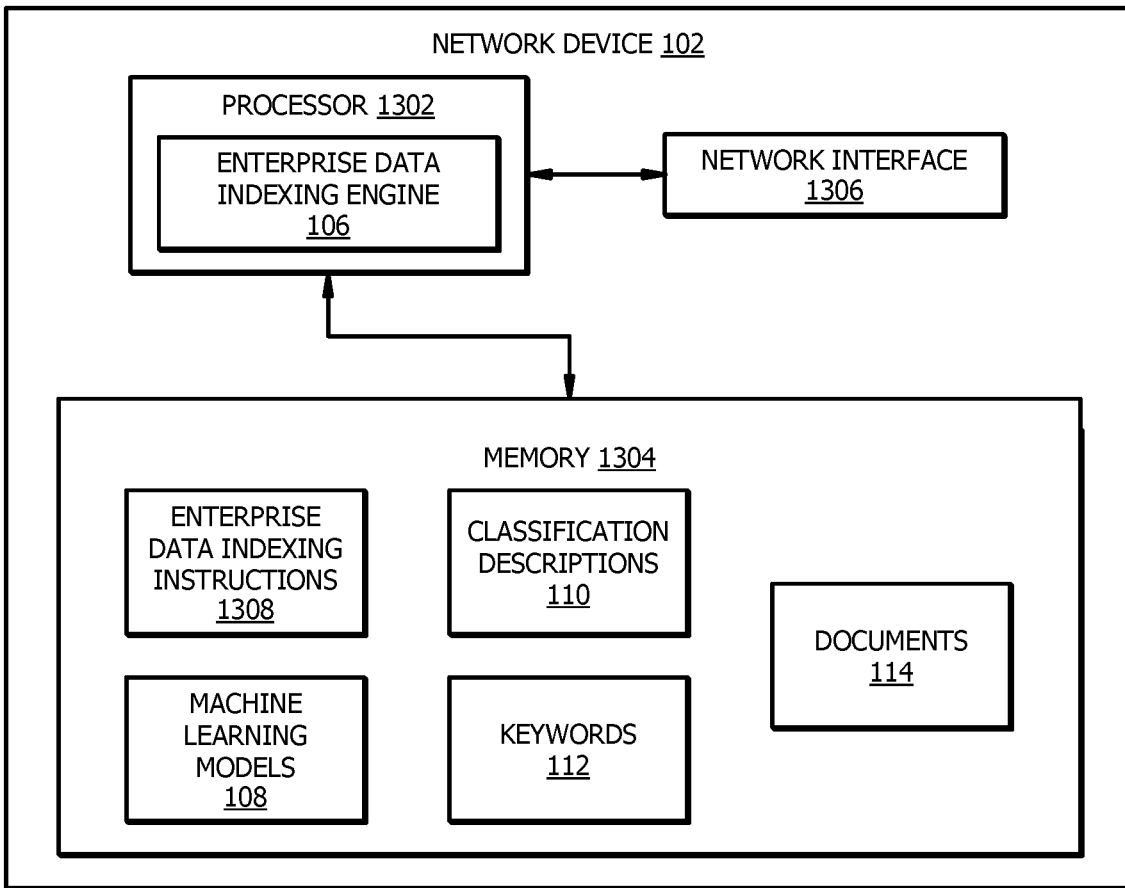 NETWORK DEVICE 102
PROCESSOR 1302
ENTERPRISE DATA
INDEXING ENGINE
106
NETWORK INTERFACE
1306
MEMORY 1304
ENTERPRISE
DATA INDEXING
INSTRUCTIONS
1308
CLASSIFICATION
DESCRIPTIONS
110
DOCUMENTS
114
MACHINE
LEARNING
MODELS
108
KEYWORDS
112